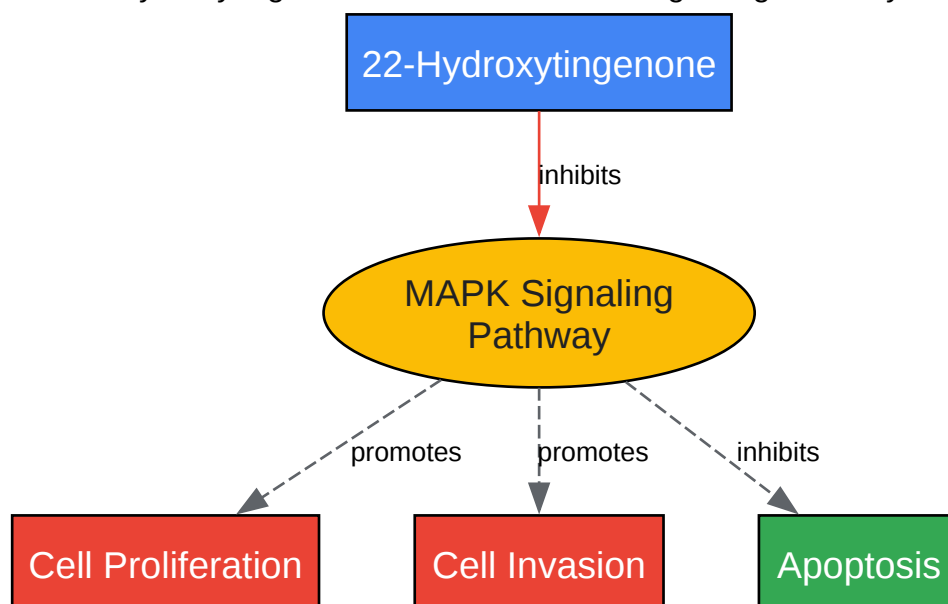 22-Hydroxytingenone
inhibits
MAPK Signaling
Pathway
promotes promotes inhibits
Cell Proliferation Cell Invasion Apoptosis